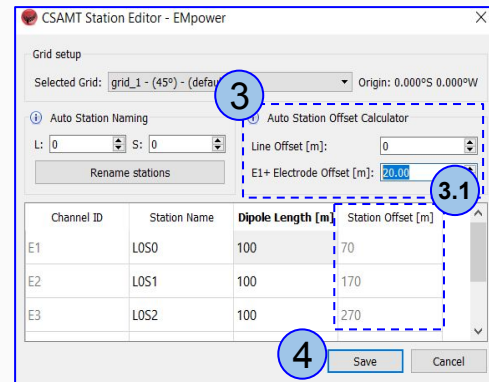 CSAMT Station Editor - EMpower
Grid setup
Selected Grid: grid_1 - (45º) - (defau
Origin: 0.000ºS 0.000ºW
3
Auto Station Naming
L: 0 S: 0
Rename stations
Auto Station Offset Calculator
Line Offset [m]: 0
E1+ Electrode Offset [m]: 20.00
3.1
Channel ID Station Name Dipole Length [m] Station Offset [m]
E1 L0S0 100 70
E2 L0S1 100 170
E3 L0S2 100 270
4
Save Cancel